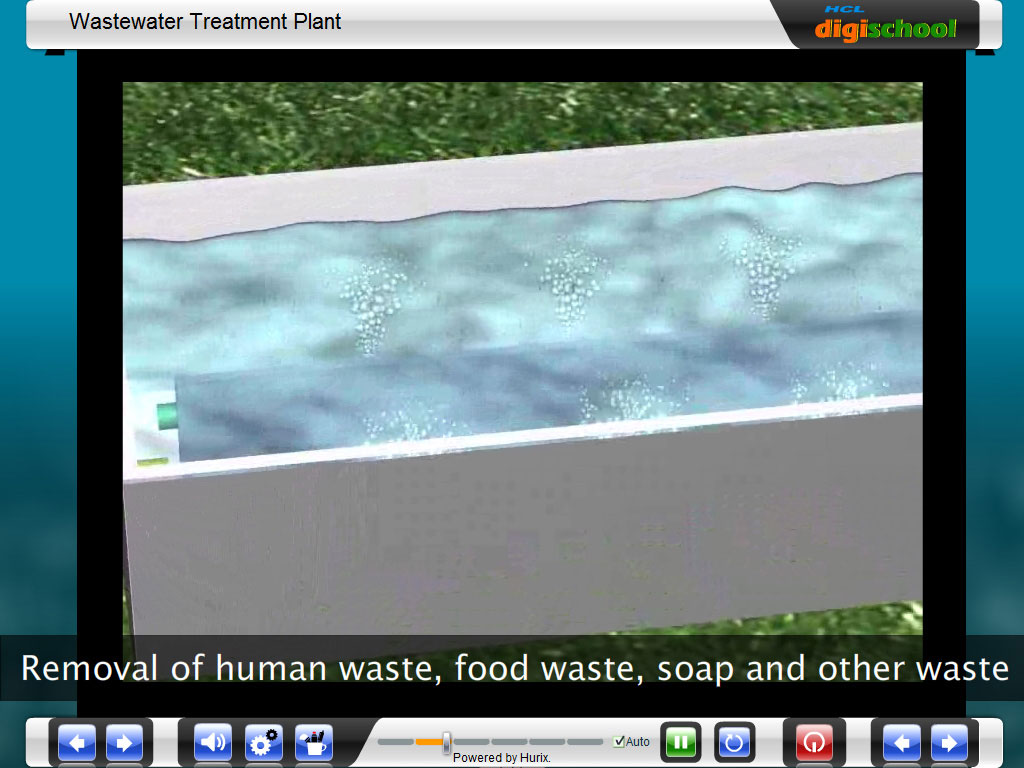 Wastewater Treatment Plant
HCL
digischool
Removal of human waste, food waste, soap and other waste
Auto
Powered by Hurix.